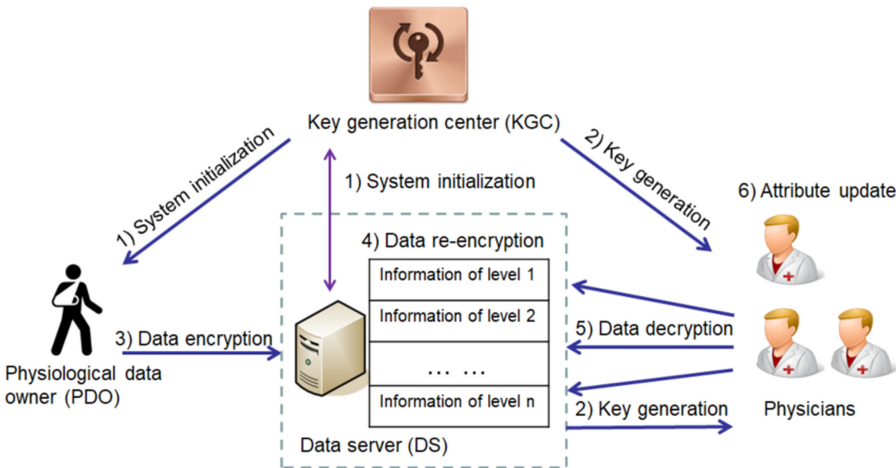 Key generation center (KGC)
1) System initialization
1) System initialization
2) Key generation
6) Attribute update
4) Data re-encryption
Information of level 1
Information of level 2
... ...
Information of level n
3) Data encryption
5) Data decryption
Physiological data
owner (PDO)
2) Key generation
Physicians
Data server (DS)